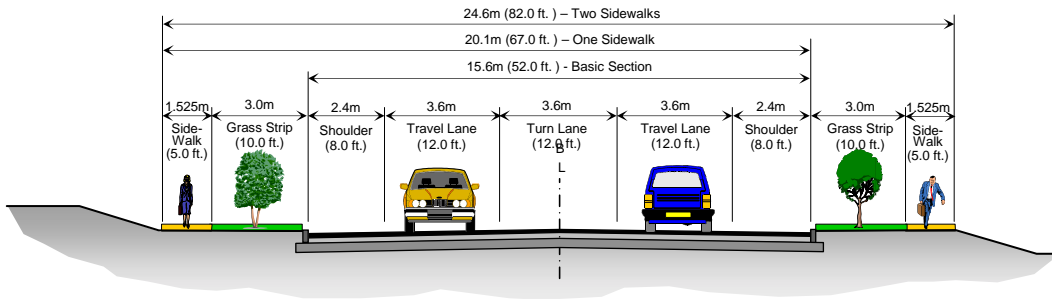 24.6m (82.0 ft. ) – Two Sidewalks
20.1m (67.0 ft. ) – One Sidewalk
15.6m (52.0 ft. ) - Basic Section
1.525m 3.0m 2.4m 3.6m 3.6m 3.6m 2.4m 3.0m 1.525m
Side-
Walk
(5.0 ft.)
Grass Strip
(10.0 ft.)
Shoulder
(8.0 ft.)
Travel Lane
(12.0 ft.)
Turn Lane
(12.0 ft.)
B
L
Travel Lane
(12.0 ft.)
Shoulder
(8.0 ft.)
Grass Strip
(10.0 ft.)
Side-
Walk
(5.0 ft.)